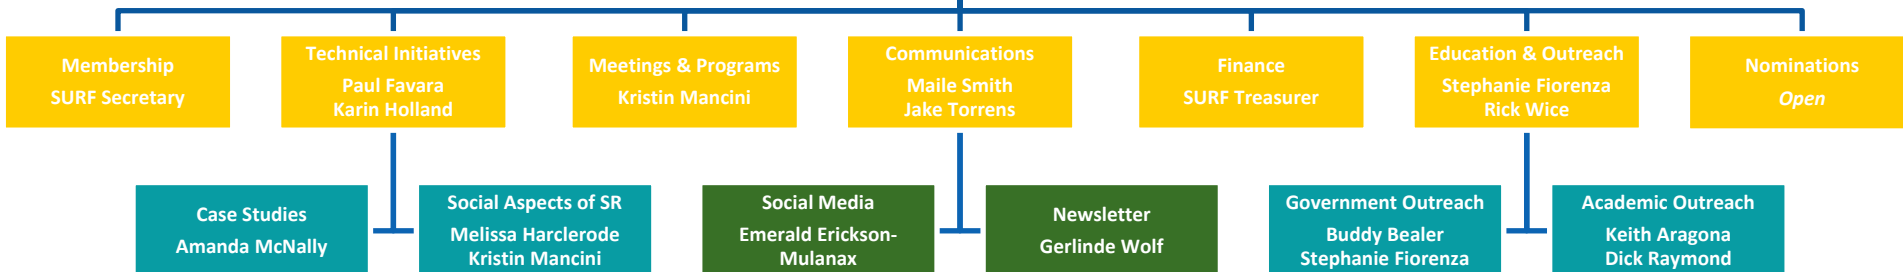 Membership
SURF Secretary
Technical Initiatives
Paul Favara
Karin Holland
Meetings & Programs
Kristin Mancini
Communications
Maile Smith
Jake Torrens
Finance
SURF Treasurer
Education & Outreach
Stephanie Fiorenza
Rick Wice
Nominations
Open
Case Studies
Amanda McNally
Social Aspects of SR
Melissa Harclerode
Kristin Mancini
Social Media
Emerald Erickson-
Mulanax
Newsletter
Gerlinde Wolf
Government Outreach
Buddy Bealer
Stephanie Fiorenza
Academic Outreach
Keith Aragona
Dick Raymond